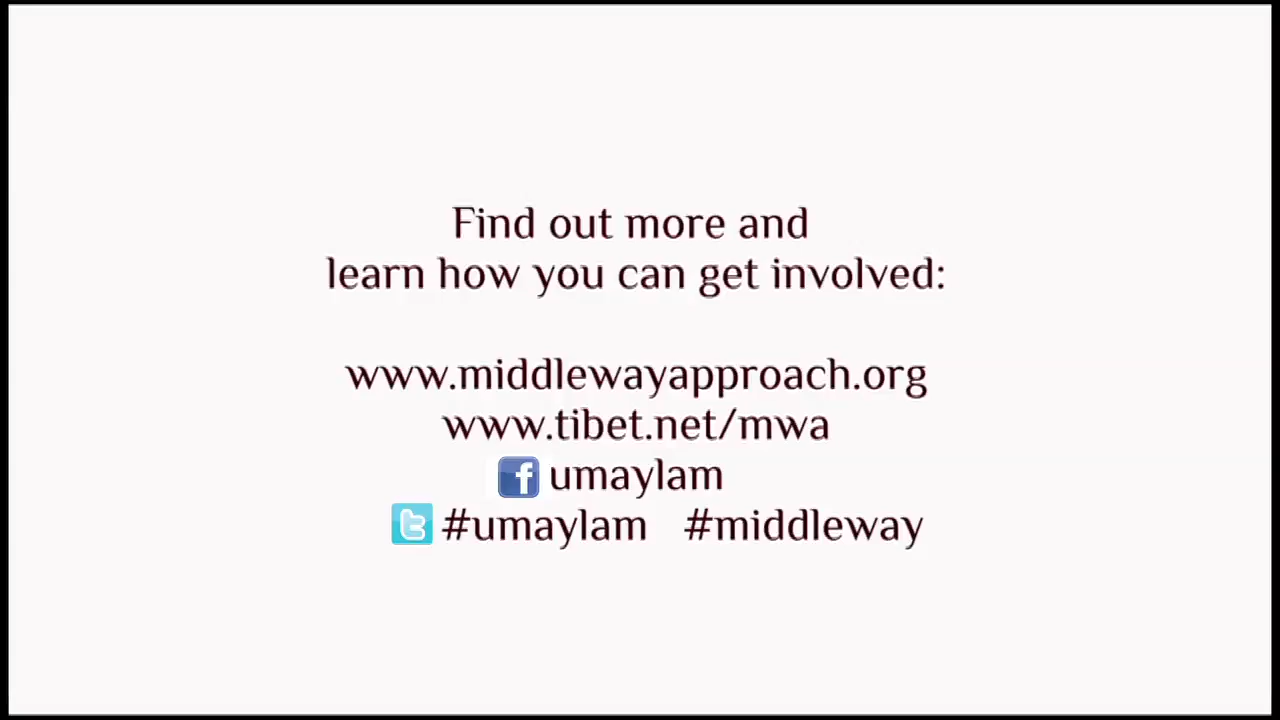 Find out more and
learn how you can get involved:
www.middlewayapproach.org
www.tibet.net/mwa
f umaylam
t #umaylam #middleway